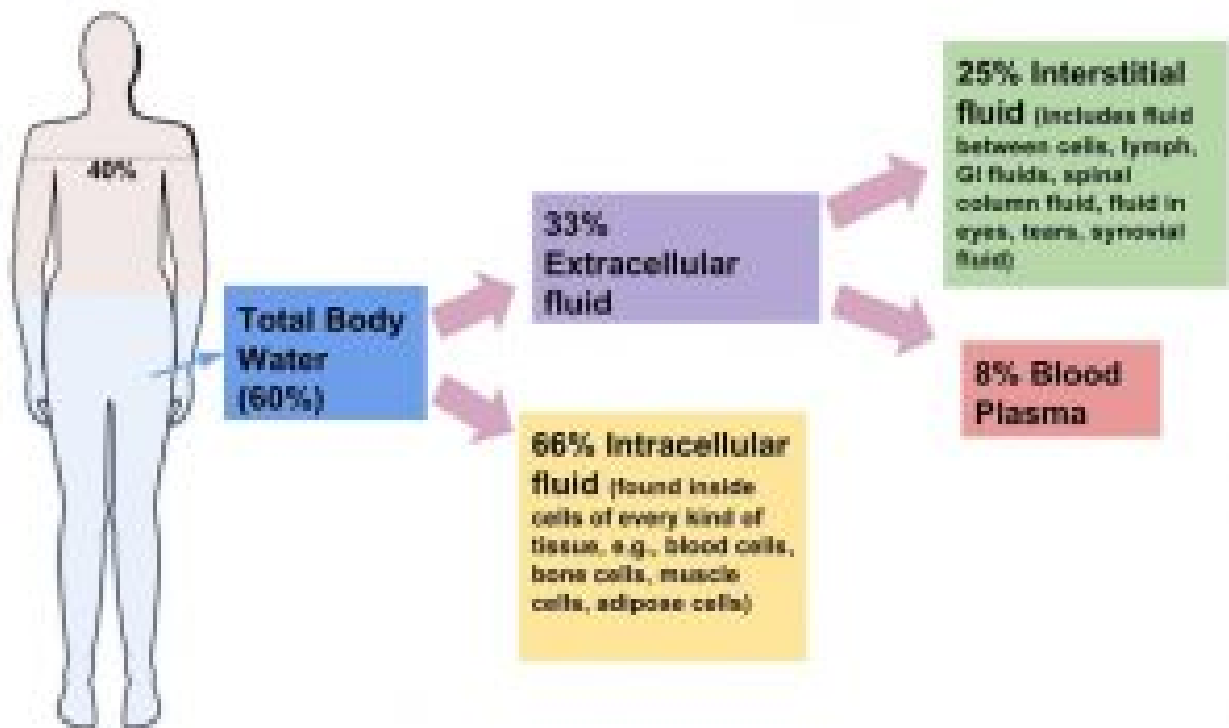 40%
Total Body
Water
(60%)
33%
Extracellular
fluid
66% Intracellular
fluid (found inside
cells of every kind of
tissue, e.g., blood cells,
bone cells, muscle
cells, adipose cells)
25% Interstitial
fluid (includes fluid
between cells, lymph,
GI fluids, spinal
column fluid, fluid in
eyes, tears, synovial
fluid)
8% Blood
Plasma